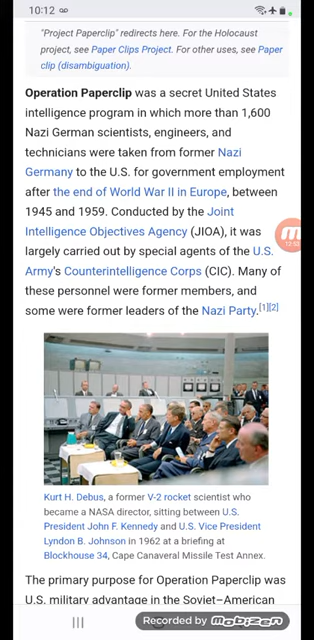 10:12
"Project Paperclip" redirects here. For the Holocaust
project, see Paper Clips Project. For other uses, see Paper
clip (disambiguation).
Operation Paperclip was a secret United States
intelligence program in which more than 1,600
Nazi German scientists, engineers, and
technicians were taken from former Nazi
Germany to the U.S. for government employment
after the end of World War II in Europe, between
1945 and 1959. Conducted by the Joint
Intelligence Objectives Agency (JIOA), it was
largely carried out by special agents of the U.S.
Army's Counterintelligence Corps (CIC). Many of
these personnel were former members, and
some were former leaders of the Nazi Party.[1][2]
Kurt H. Debus, a former V-2 rocket scientist who
became a NASA director, sitting between U.S.
President John F. Kennedy and U.S. Vice President
Lyndon B. Johnson in 1962 at a briefing at
Blockhouse 34, Cape Canaveral Missile Test Annex.
The primary purpose for Operation Paperclip was
U.S. military advantage in the Soviet–American
Recorded by Mobizen